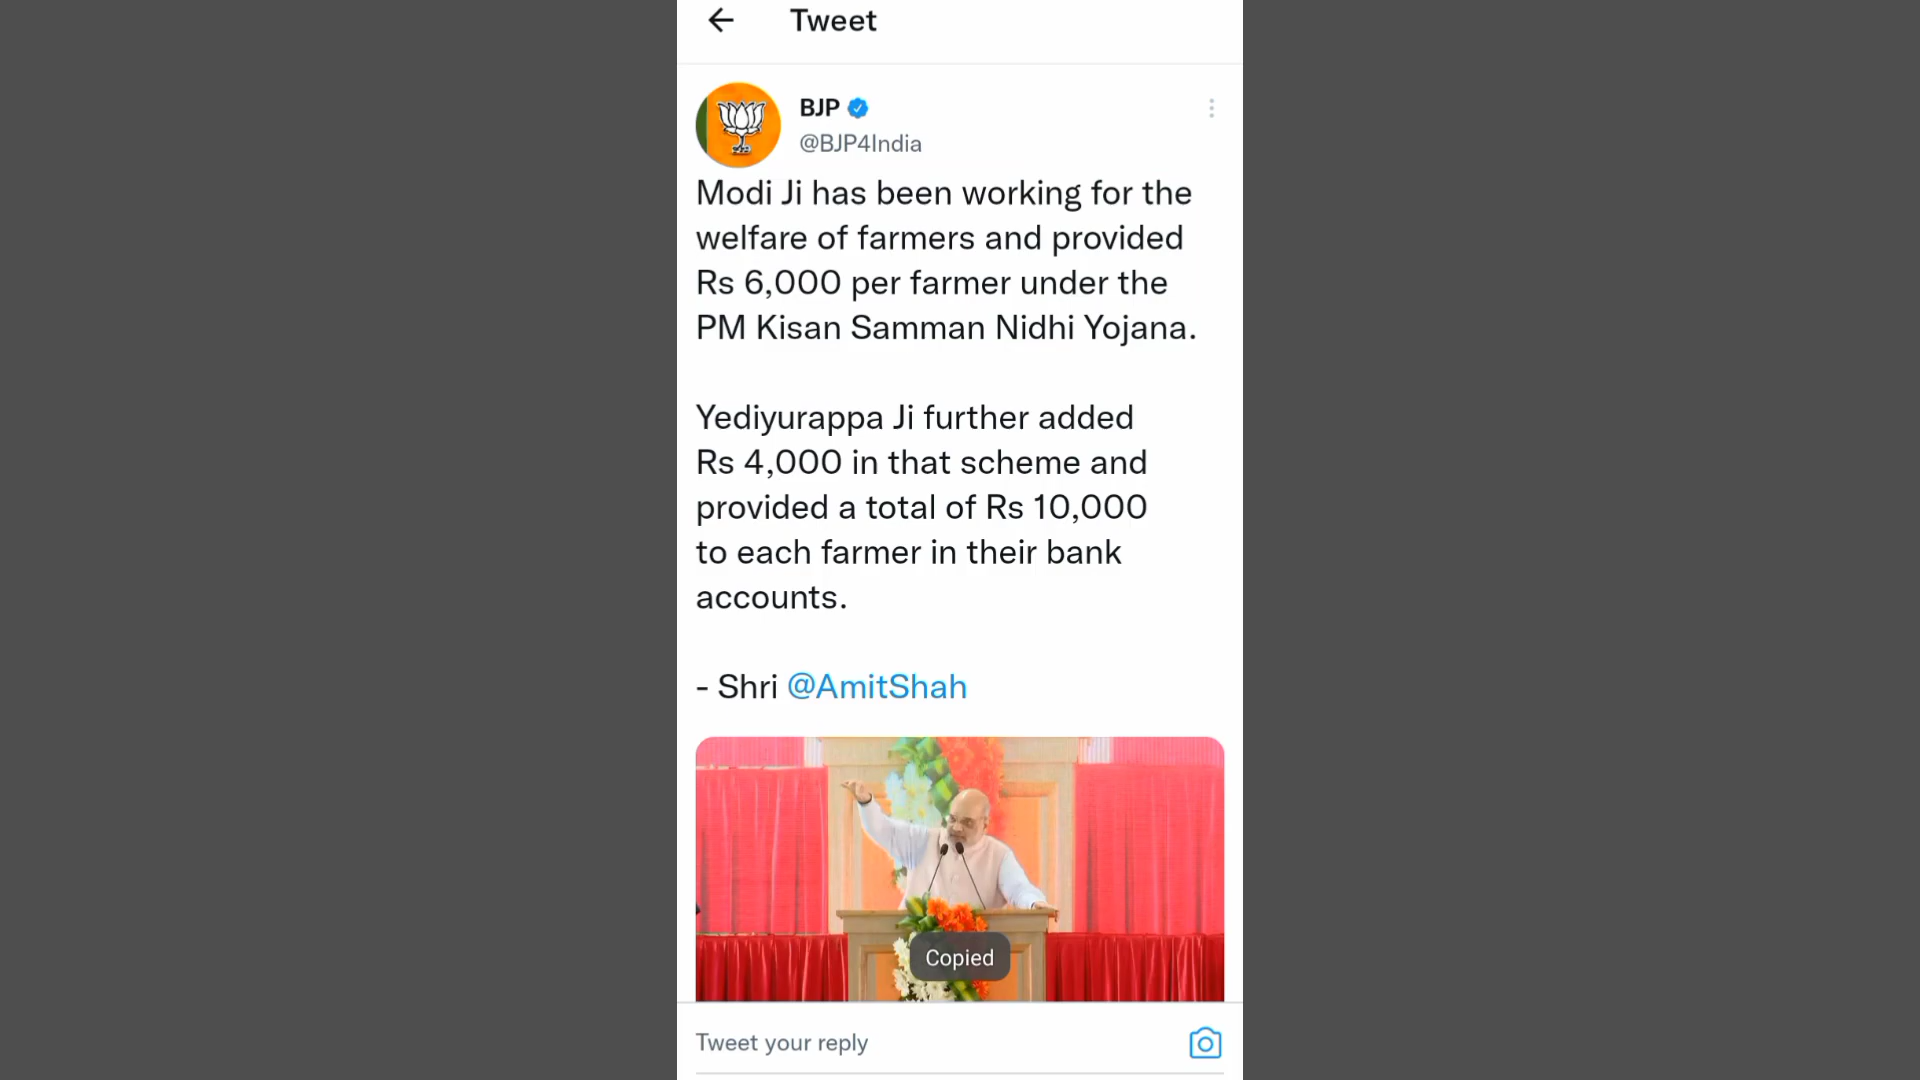 Tweet
BJP
@BJP4India
Modi Ji has been working for the
welfare of farmers and provided
Rs 6,000 per farmer under the
PM Kisan Samman Nidhi Yojana.
Yediyurappa Ji further added
Rs 4,000 in that scheme and
provided a total of Rs 10,000
to each farmer in their bank
accounts.
- Shri @AmitShah
Copied
Tweet your reply